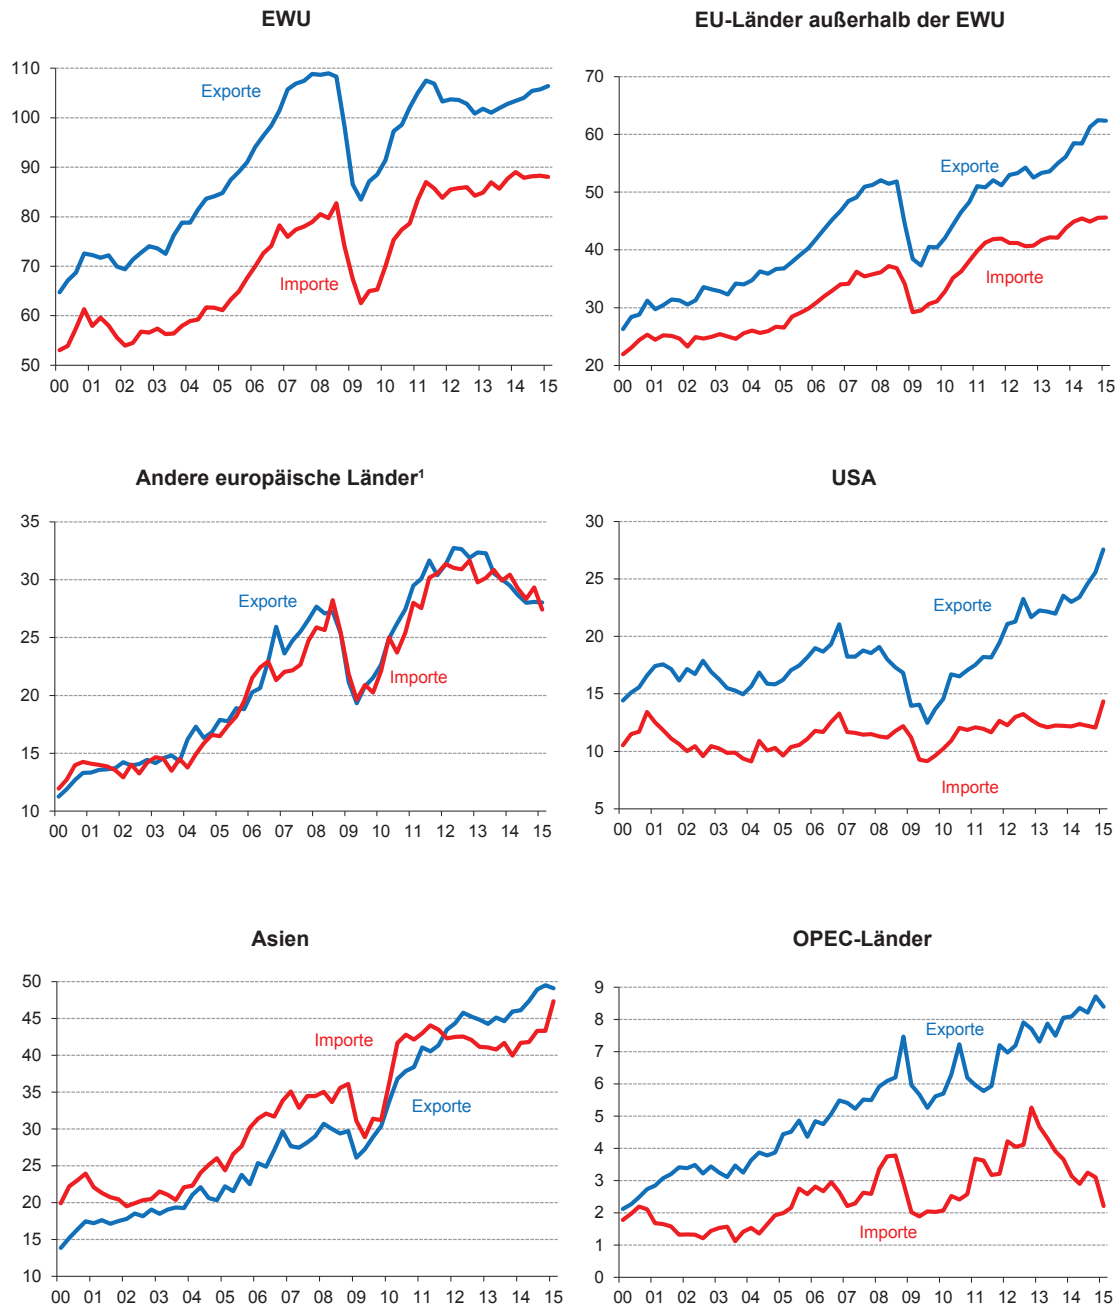 EWU
110
100
90
80
70
60
50
Exporte
Importe
00 01 02 03 04 05 06 07 08 09 10 11 12 13 14 15
EU-Länder außerhalb der EWU
70
60
50
40
30
20
Exporte
Importe
00 01 02 03 04 05 06 07 08 09 10 11 12 13 14 15
Andere europäische Länder¹
35
30
25
20
15
10
Exporte
Importe
00 01 02 03 04 05 06 07 08 09 10 11 12 13 14 15
USA
30
25
20
15
10
5
Exporte
Importe
00 01 02 03 04 05 06 07 08 09 10 11 12 13 14 15
Asien
50
45
40
35
30
25
20
15
10
Importe
Exporte
00 01 02 03 04 05 06 07 08 09 10 11 12 13 14 15
OPEC-Länder
9
8
7
6
5
4
3
2
1
0
Exporte
Importe
00 01 02 03 04 05 06 07 08 09 10 11 12 13 14 15